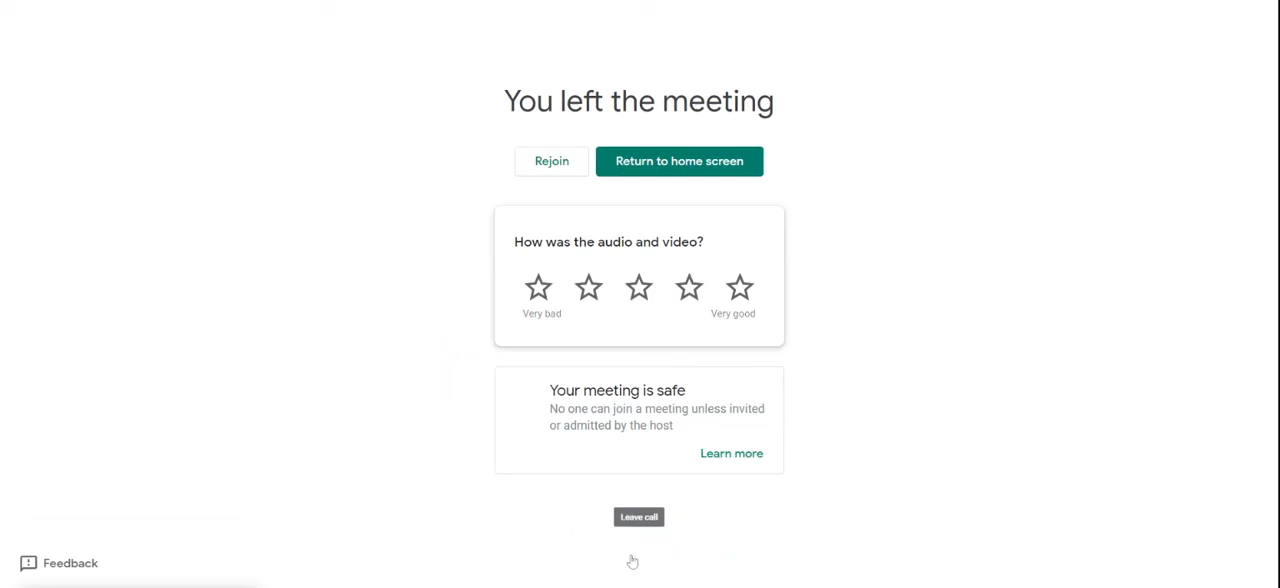 You left the meeting
Rejoin
Return to home screen
How was the audio and video?
Very bad
Very good
Your meeting is safe
No one can join a meeting unless invited
or admitted by the host
Learn more
Leave call
Feedback